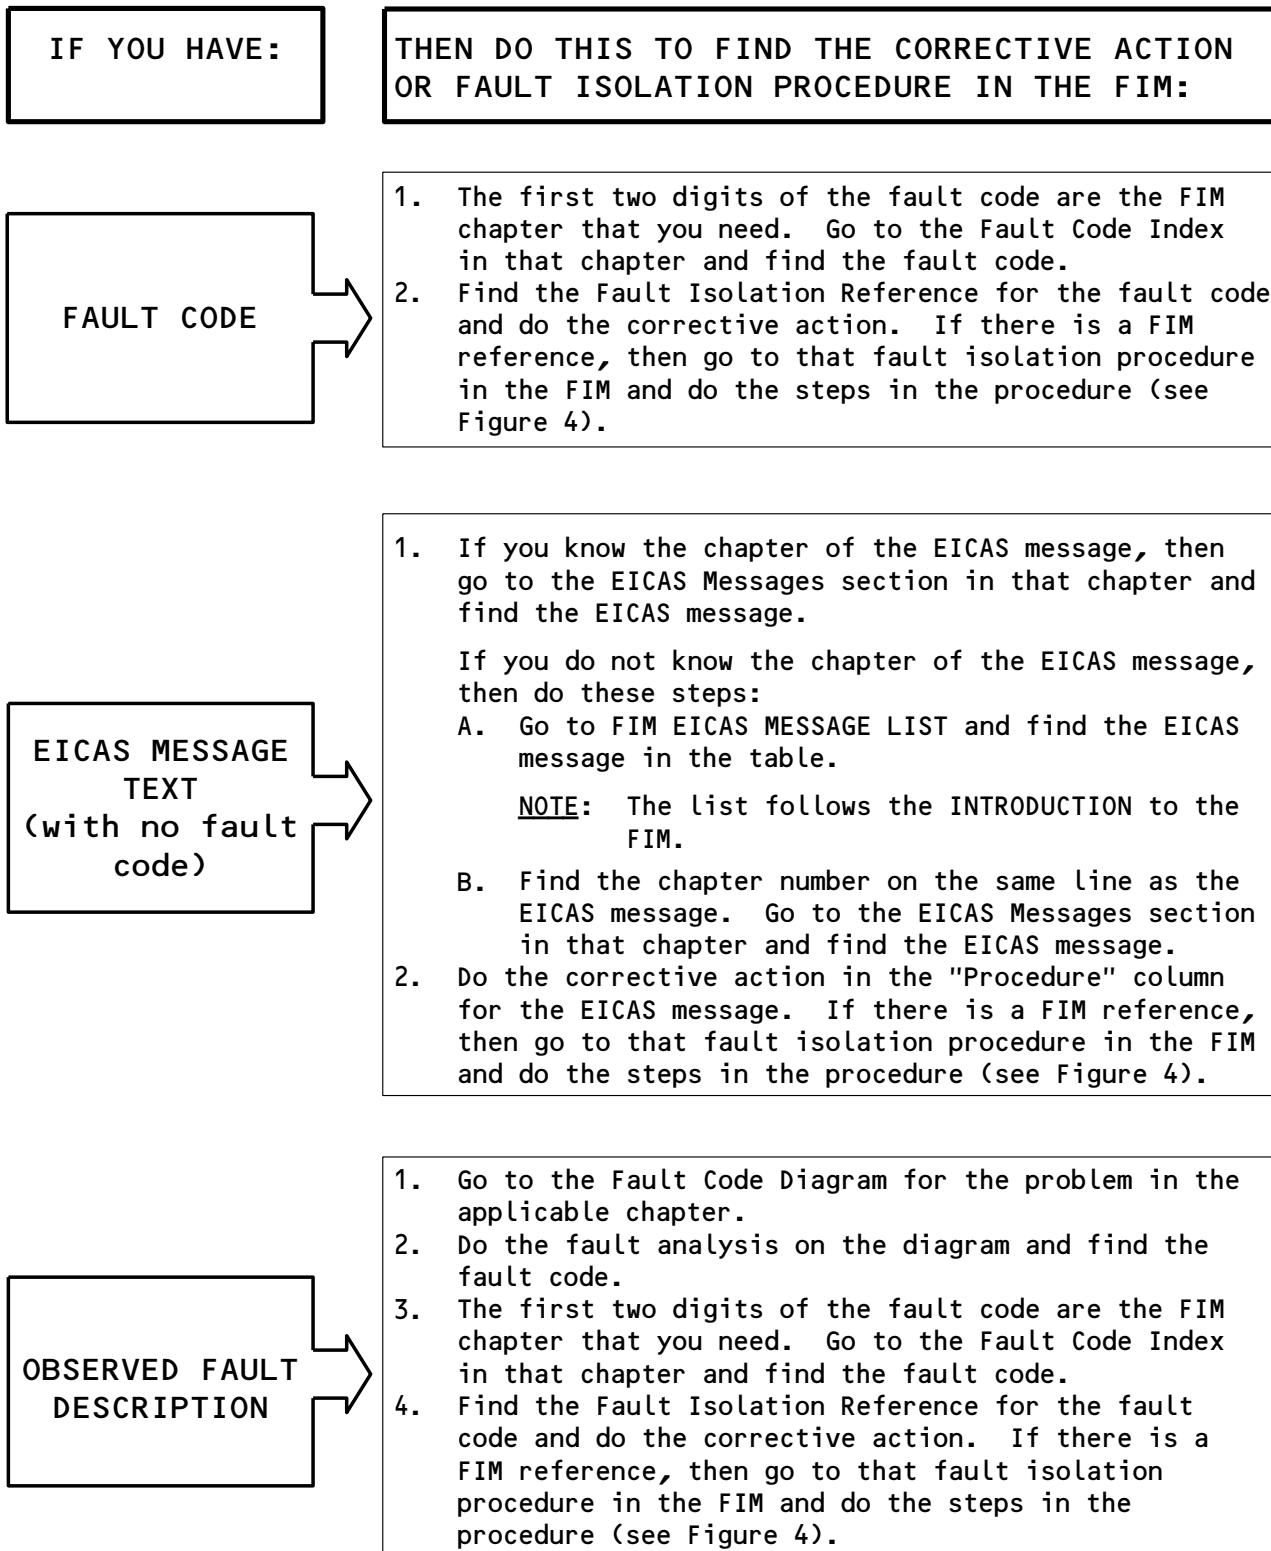 IF YOU HAVE:
THEN DO THIS TO FIND THE CORRECTIVE ACTION
OR FAULT ISOLATION PROCEDURE IN THE FIM:
FAULT CODE
1. The first two digits of the fault code are the FIM
chapter that you need. Go to the Fault Code Index
in that chapter and find the fault code.
2. Find the Fault Isolation Reference for the fault code
and do the corrective action. If there is a FIM
reference, then go to that fault isolation procedure
in the FIM and do the steps in the procedure (see
Figure 4).
EICAS MESSAGE
TEXT
(with no fault
code)
1. If you know the chapter of the EICAS message, then
go to the EICAS Messages section in that chapter and
find the EICAS message.
If you do not know the chapter of the EICAS message,
then do these steps:
A. Go to FIM EICAS MESSAGE LIST and find the EICAS
message in the table.
NOTE: The list follows the INTRODUCTION to the
FIM.
B. Find the chapter number on the same line as the
EICAS message. Go to the EICAS Messages section
in that chapter and find the EICAS message.
2. Do the corrective action in the "Procedure" column
for the EICAS message. If there is a FIM reference,
then go to that fault isolation procedure in the FIM
and do the steps in the procedure (see Figure 4).
OBSERVED FAULT
DESCRIPTION
1. Go to the Fault Code Diagram for the problem in the
applicable chapter.
2. Do the fault analysis on the diagram and find the
fault code.
3. The first two digits of the fault code are the FIM
chapter that you need. Go to the Fault Code Index
in that chapter and find the fault code.
4. Find the Fault Isolation Reference for the fault
code and do the corrective action. If there is a
FIM reference, then go to that fault isolation
procedure in the FIM and do the steps in the
procedure (see Figure 4).